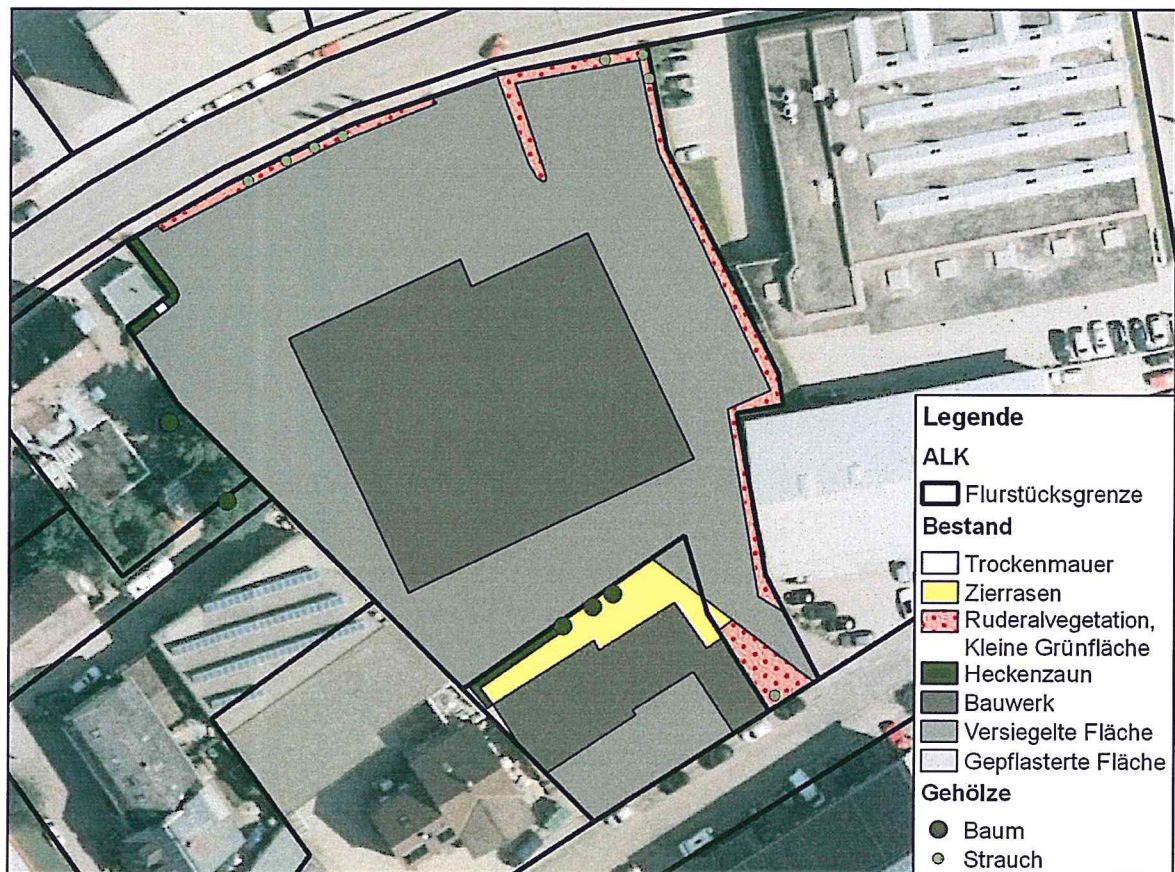 Legende
ALK
Flurstücksgrenze
Bestand
Trockenmauer
Zierrasen
Ruderalvegetation,
Kleine Grünfläche
Heckenzaun
Bauwerk
Versiegelte Fläche
Gepflasterte Fläche
Gehölze
Baum
Strauch